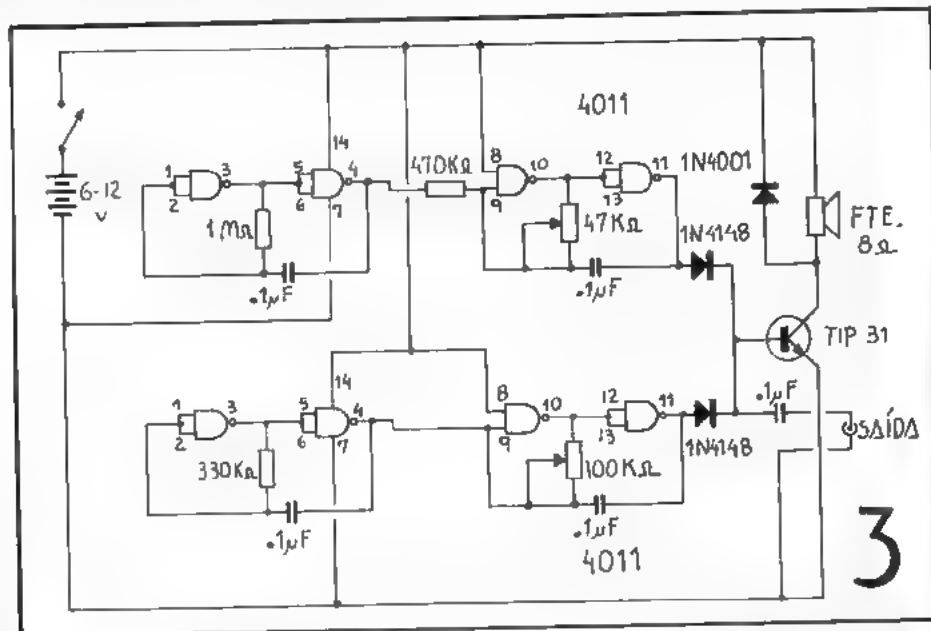 4011
14
8
470KΩ
10
12
11
1N4001
1
3
5
4
2
6
7
9
13
6-12
V
1MΩ
47KΩ
1N4148
FTE.
8Ω
.1µF
.1µF
TIP 31
14
8
10
12
11
.1µF
1
3
5
4
2
6
7
9
13
1N4148
SAÍDA
330KΩ
100KΩ
.1µF
.1µF
4011
3